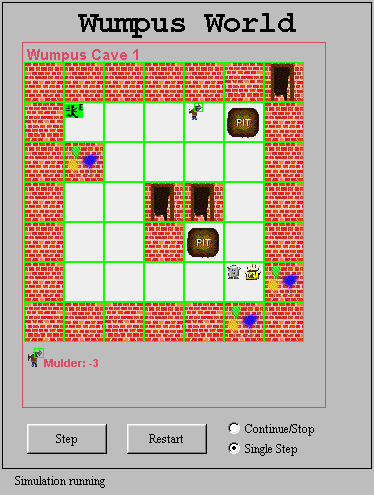 Wumpus World
Wumpus Cave 1
PIT
PIT
Mulder: -3
Step
Restart
Continue/Stop
Single Step
Simulation running